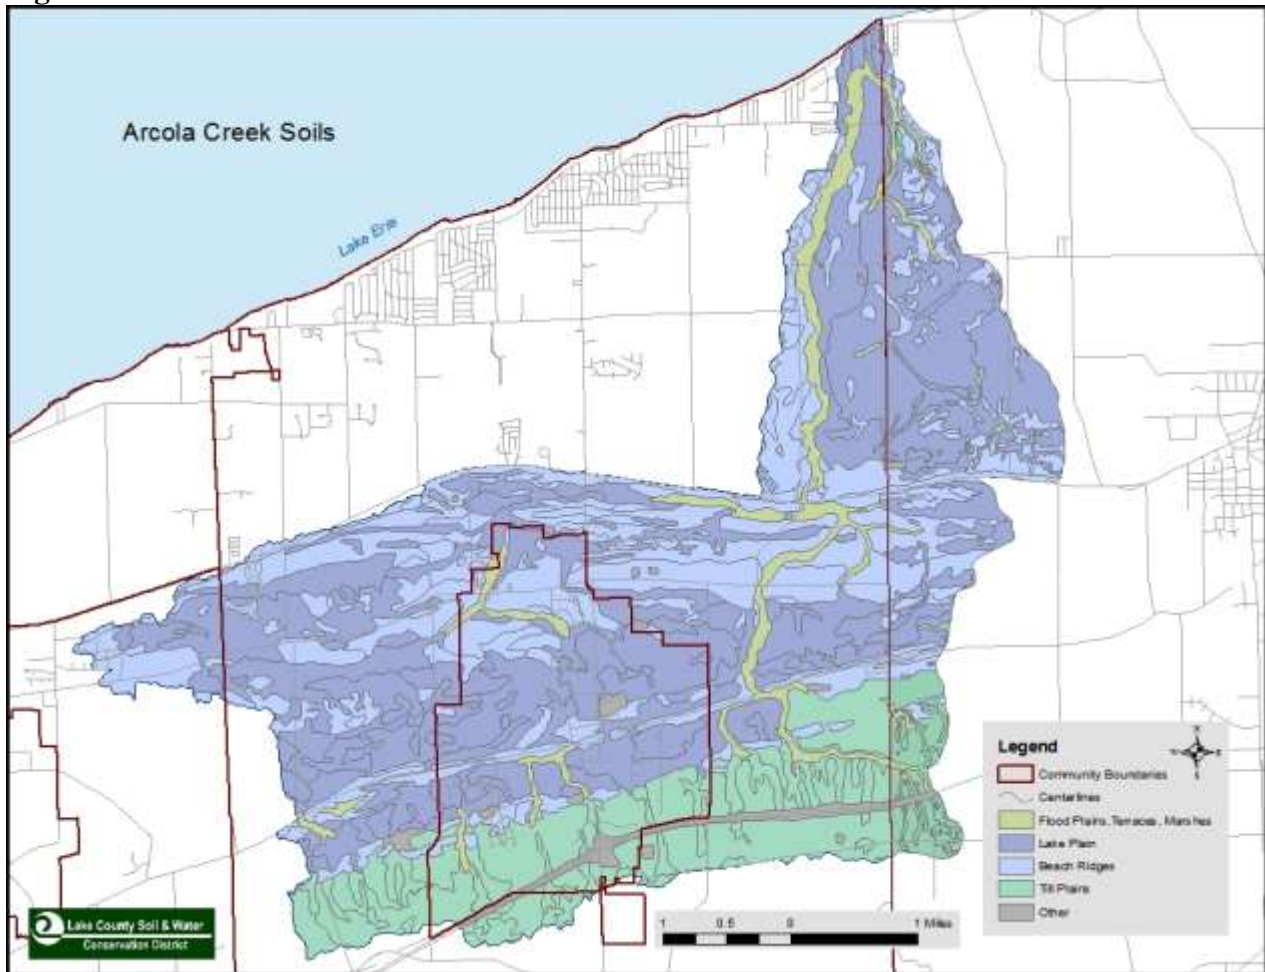 Arcola Creek Soils
Lake Erie
Legend
Community Boundaries
Centerlines
Flood Plains, Terraces, Marshes
Lake Plain
Beach Ridges
Till Plains
Other
N
S
1 0.5 0 1 Miles
Lake County Soil & Water
Conservation District